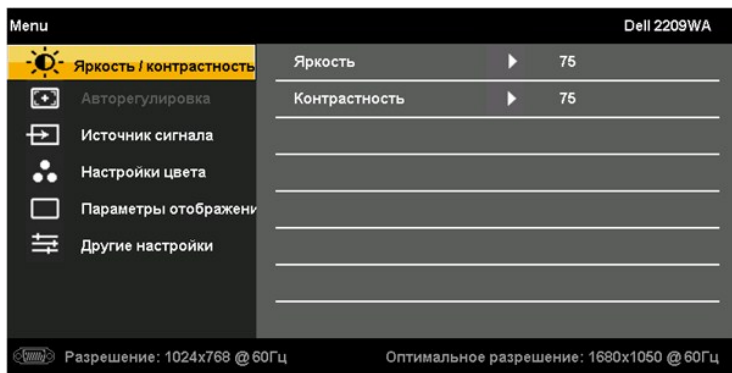 Menu Dell 2209WA
Яркость / контрастность Яркость 75
Авторегулировка Контрастность 75
Источник сигнала
Настройки цвета
Параметры отображени
Другие настройки
Разрешение: 1024x768 @ 60Гц Оптимальное разрешение: 1680x1050 @ 60Гц